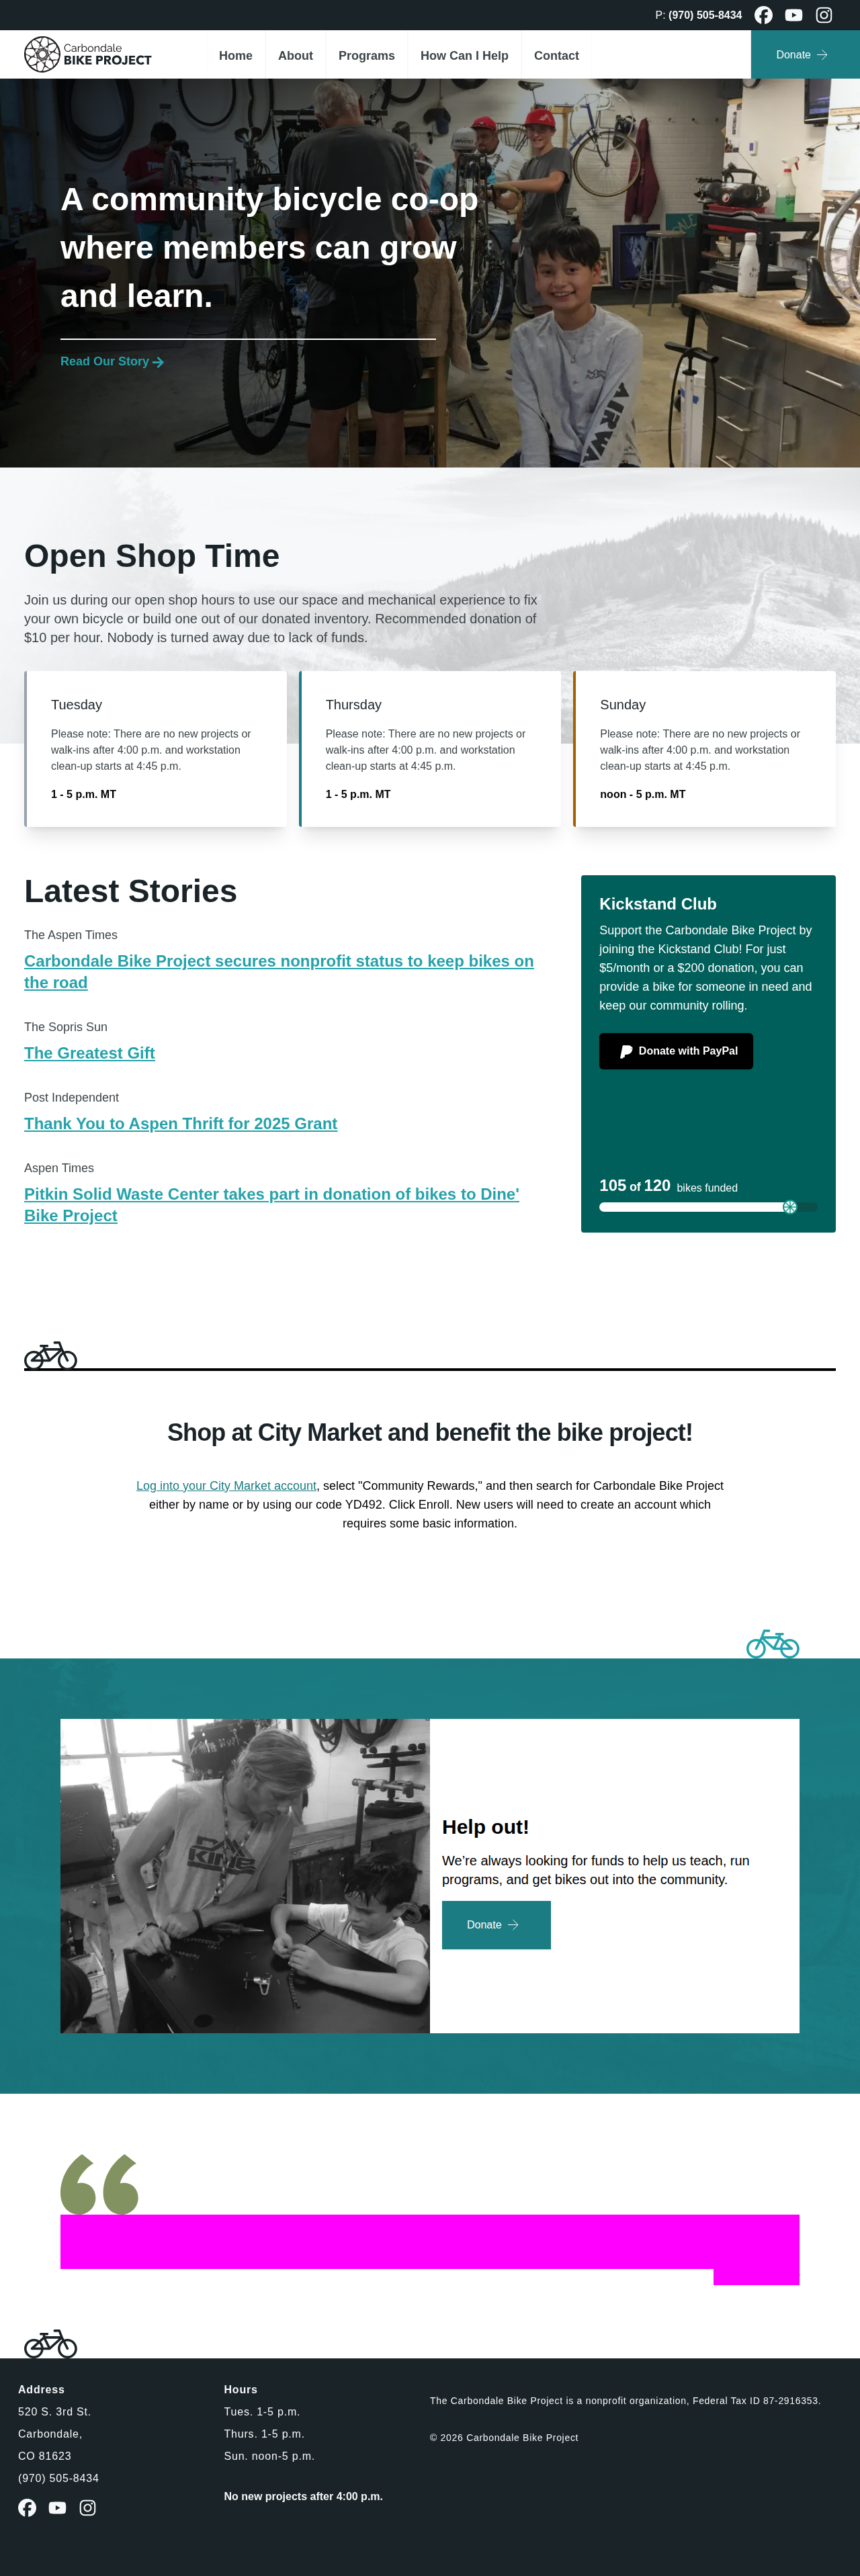 P: (970) 505-8434
Carbondale
BIKE PROJECT
Home
About
Programs
How Can I Help
Contact
Donate
A community bicycle co-op
where members can grow
and learn.
Read Our Story
AIRWA
Open Shop Time
Join us during our open shop hours to use our space and mechanical experience to fix
your own bicycle or build one out of our donated inventory. Recommended donation of
$10 per hour. Nobody is turned away due to lack of funds.
Tuesday
Please note: There are no new projects or
walk-ins after 4:00 p.m. and workstation
clean-up starts at 4:45 p.m.
1 - 5 p.m. MT
Thursday
Please note: There are no new projects or
walk-ins after 4:00 p.m. and workstation
clean-up starts at 4:45 p.m.
1 - 5 p.m. MT
Sunday
Please note: There are no new projects or
walk-ins after 4:00 p.m. and workstation
clean-up starts at 4:45 p.m.
noon - 5 p.m. MT
Latest Stories
The Aspen Times
Carbondale Bike Project secures nonprofit status to keep bikes on
the road
The Sopris Sun
The Greatest Gift
Post Independent
Thank You to Aspen Thrift for 2025 Grant
Aspen Times
Pitkin Solid Waste Center takes part in donation of bikes to Dine'
Bike Project
Kickstand Club
Support the Carbondale Bike Project by
joining the Kickstand Club! For just
$5/month or a $200 donation, you can
provide a bike for someone in need and
keep our community rolling.
Donate with PayPal
105 of 120 bikes funded
Shop at City Market and benefit the bike project!
Log into your City Market account, select "Community Rewards," and then search for Carbondale Bike Project
either by name or by using our code YD492. Click Enroll. New users will need to create an account which
requires some basic information.
DAKINE
Help out!
We’re always looking for funds to help us teach, run
programs, and get bikes out into the community.
Donate
“
Address
520 S. 3rd St.
Carbondale,
CO 81623
(970) 505-8434
Hours
Tues. 1-5 p.m.
Thurs. 1-5 p.m.
Sun. noon-5 p.m.
No new projects after 4:00 p.m.
The Carbondale Bike Project is a nonprofit organization, Federal Tax ID 87-2916353.
© 2026 Carbondale Bike Project